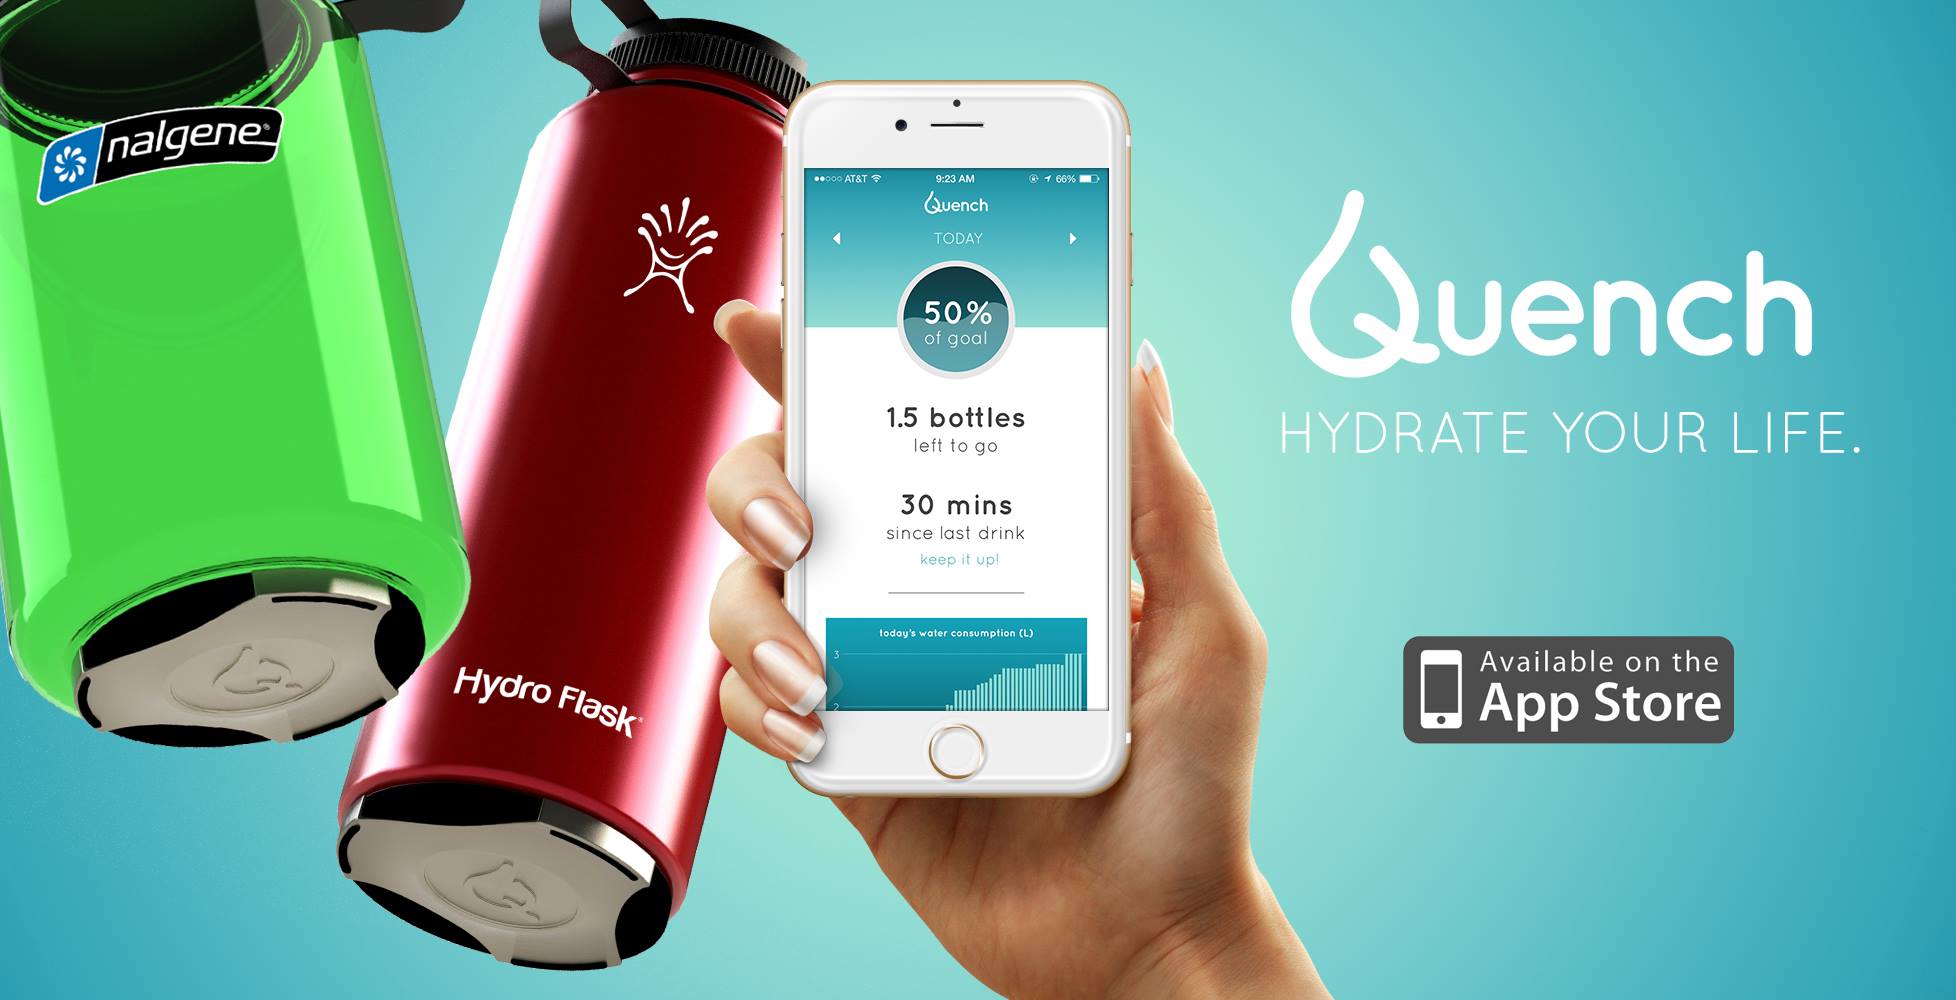 nalgene®
Hydro Flask®
AT&T
9:23 AM
66%
Quench
TODAY
50%
of goal
1.5 bottles
left to go
30 mins
since last drink
keep it up!
today's water consumption (L)
3
2
Quench
HYDRATE YOUR LIFE.
Available on the
App Store